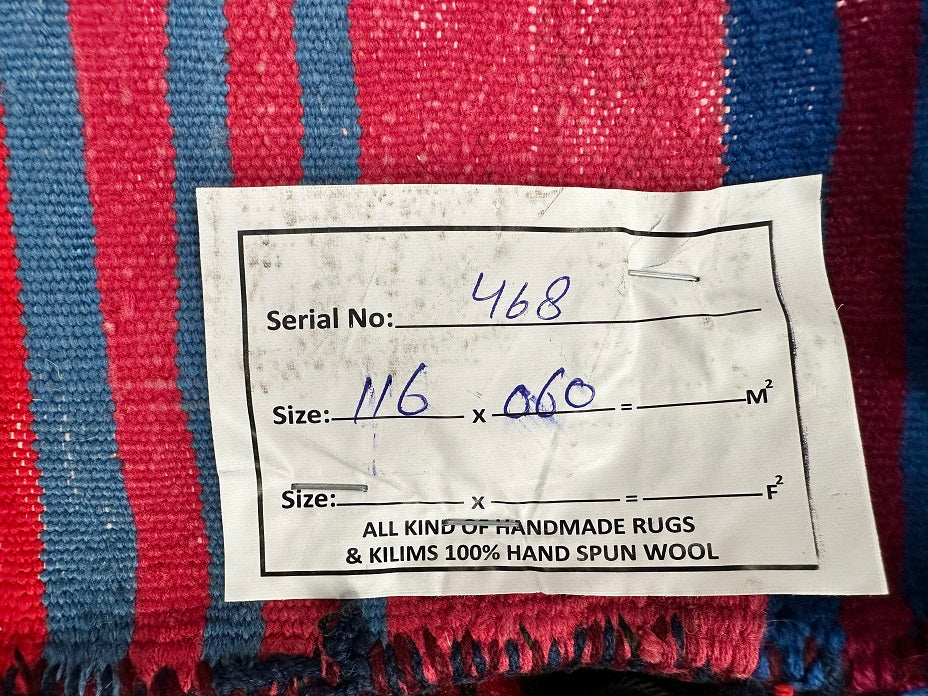 Serial No: 468
Size: 116 x 060 = M²
Size: x = F²
ALL KIND OF HANDMADE RUGS
& KILIMS 100% HAND SPUN WOOL